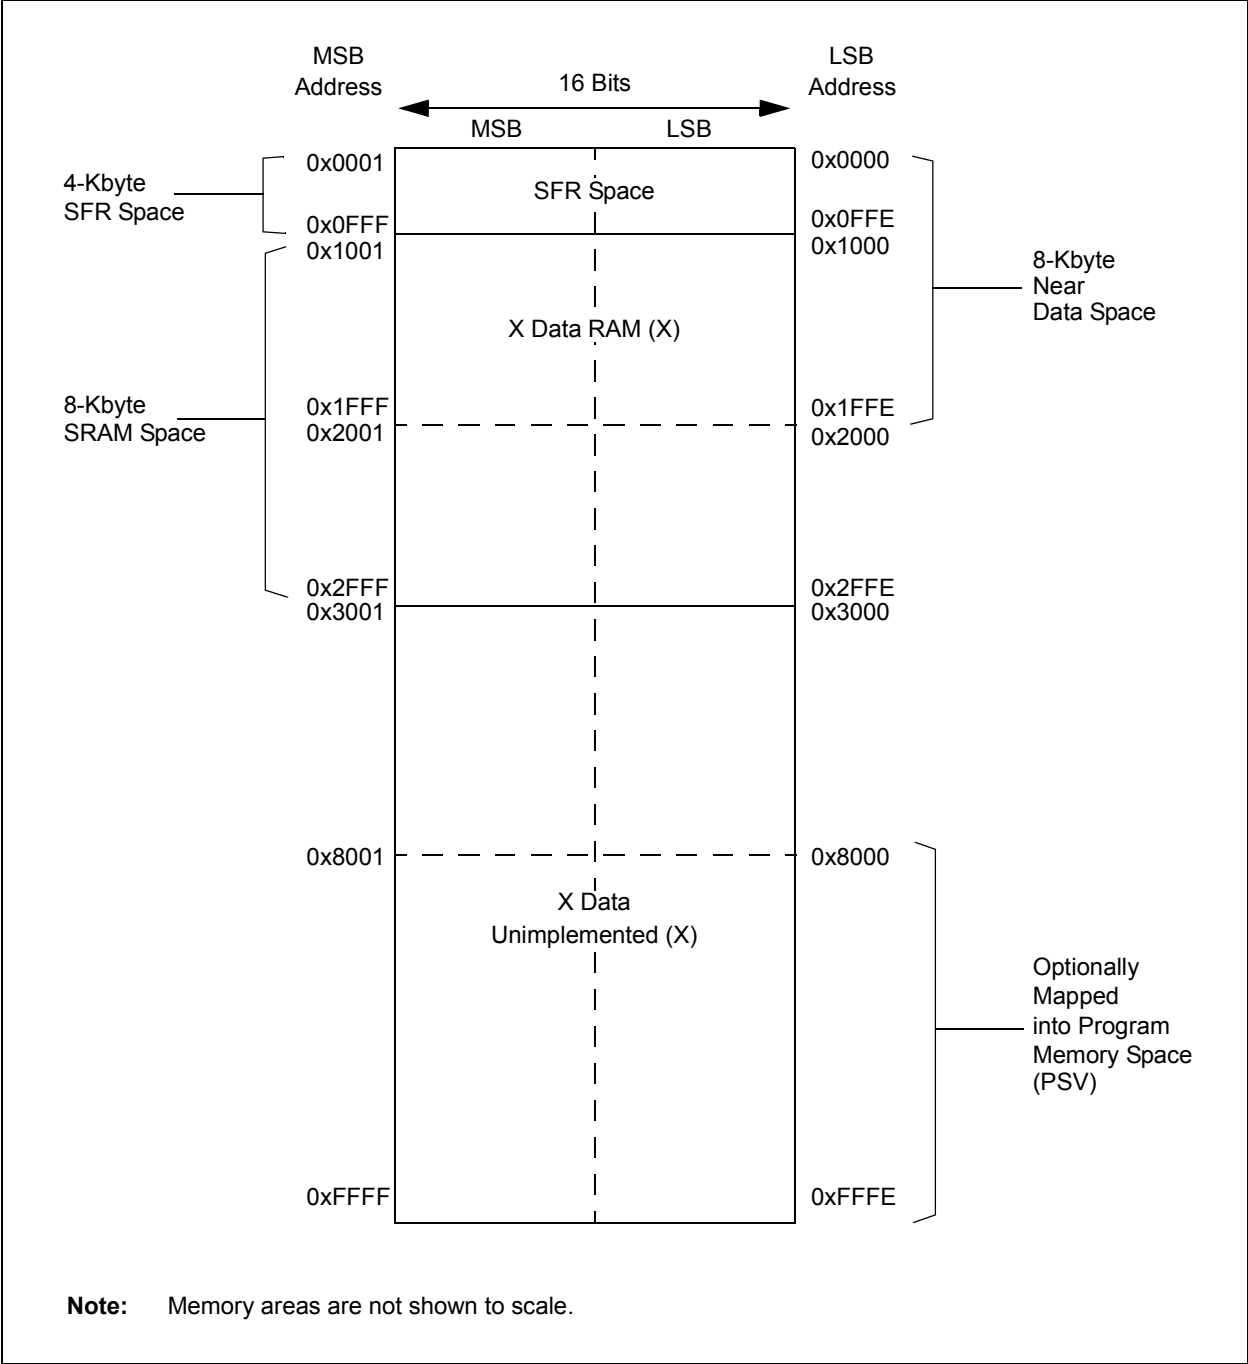 MSB
Address
LSB
Address
16 Bits
MSB
LSB
4-Kbyte
SFR Space
0x0001
0x0FFF
0x1001
SFR Space
0x0000
0x0FFE
0x1000
8-Kbyte
Near
Data Space
X Data RAM (X)
8-Kbyte
SRAM Space
0x1FFF
0x2001
0x1FFE
0x2000
0x2FFF
0x3001
0x2FFE
0x3000
0x8001
0x8000
X Data
Unimplemented (X)
Optionally
Mapped
into Program
Memory Space
(PSV)
0xFFFF
0xFFFE
Note: Memory areas are not shown to scale.